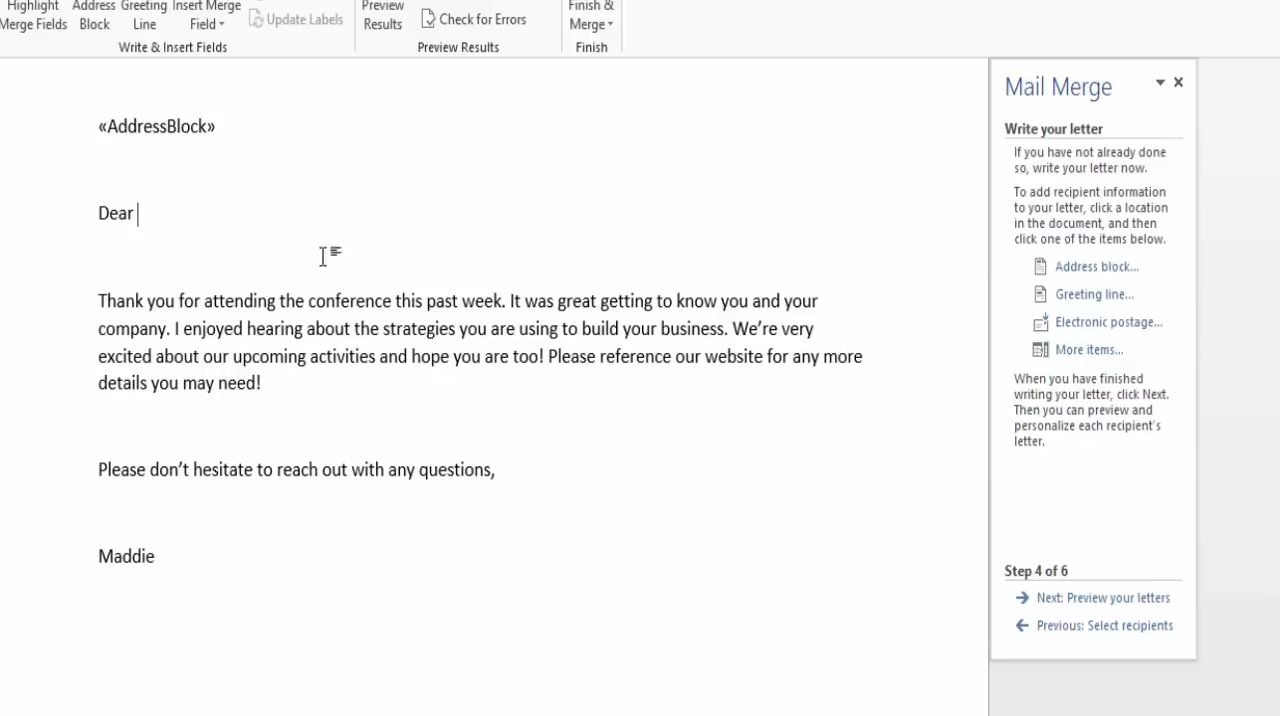 Highlight Address Greeting Insert Merge
Merge Fields Block Line Field
Update Labels
Write & Insert Fields
Preview
Results
Check for Errors
Preview Results
Finish &
Merge
Finish
«AddressBlock»
Dear
Thank you for attending the conference this past week. It was great getting to know you and your
company. I enjoyed hearing about the strategies you are using to build your business. We’re very
excited about our upcoming activities and hope you are too! Please reference our website for any more
details you may need!
Please don’t hesitate to reach out with any questions,
Maddie
Mail Merge
Write your letter
If you have not already done
so, write your letter now.
To add recipient information
to your letter, click a location
in the document, and then
click one of the items below.
Address block...
Greeting line...
Electronic postage...
More items...
When you have finished
writing your letter, click Next.
Then you can preview and
personalize each recipient's
letter.
Step 4 of 6
Next: Preview your letters
Previous: Select recipients